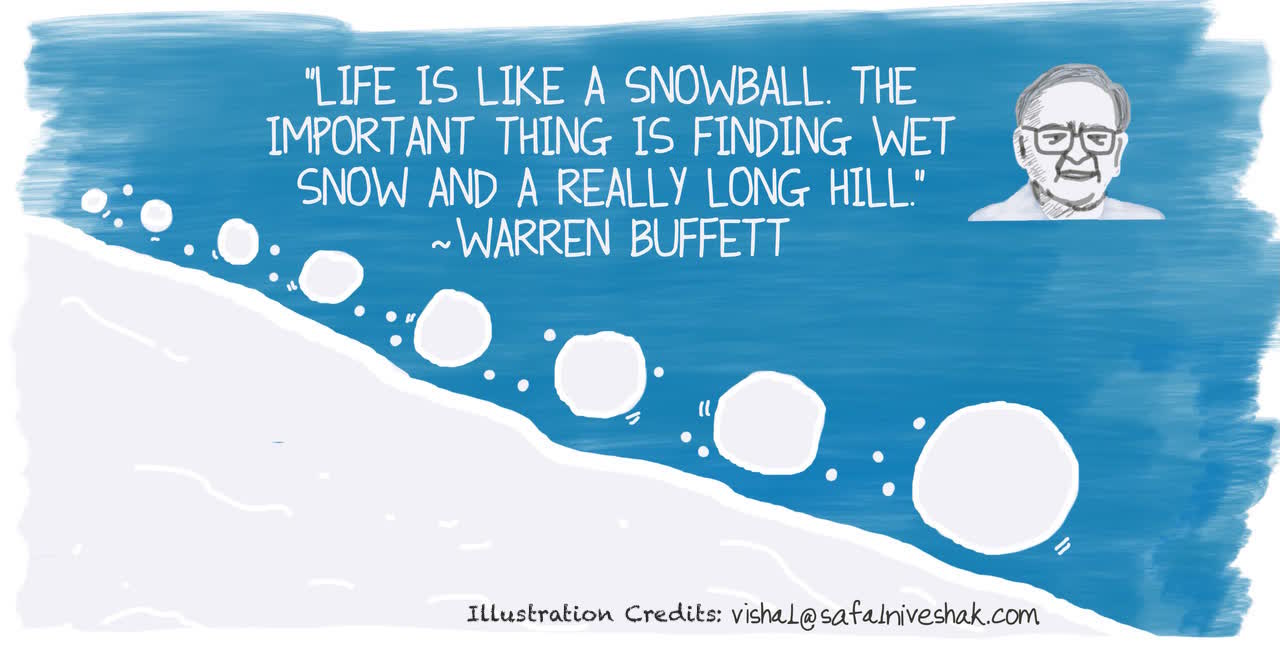 "LIFE IS LIKE A SNOWBALL. THE
IMPORTANT THING IS FINDING WET
SNOW AND A REALLY LONG HILL."
~WARREN BUFFETT
Illustration Credits: vishal@safalniveshak.com